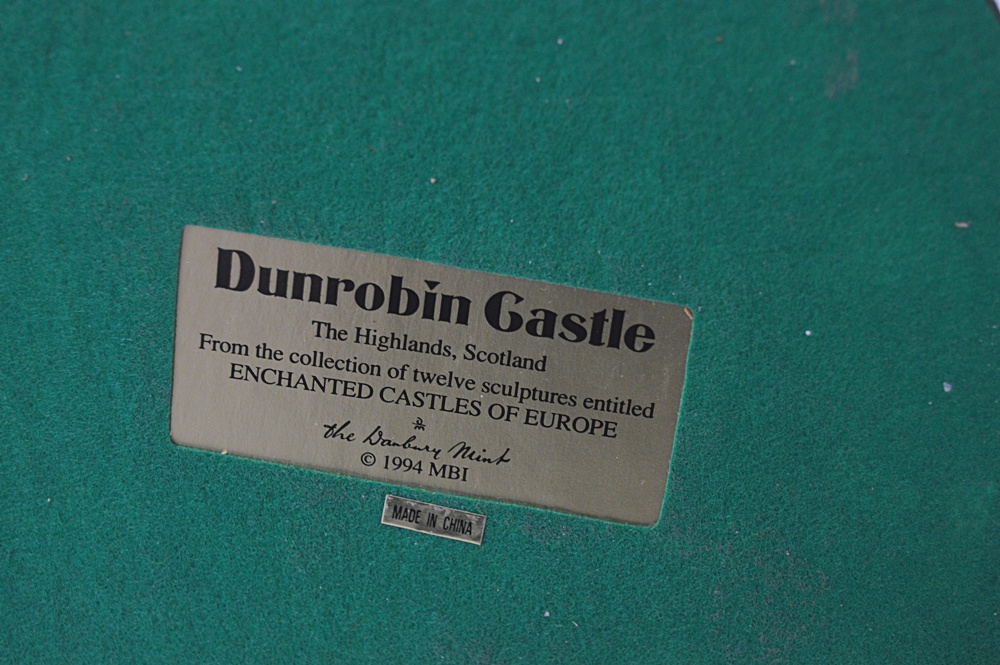 Dunrobin Castle
The Highlands, Scotland
From the collection of twelve sculptures entitled
ENCHANTED CASTLES OF EUROPE
the Danbury Mint
© 1994 MBI
MADE IN CHINA